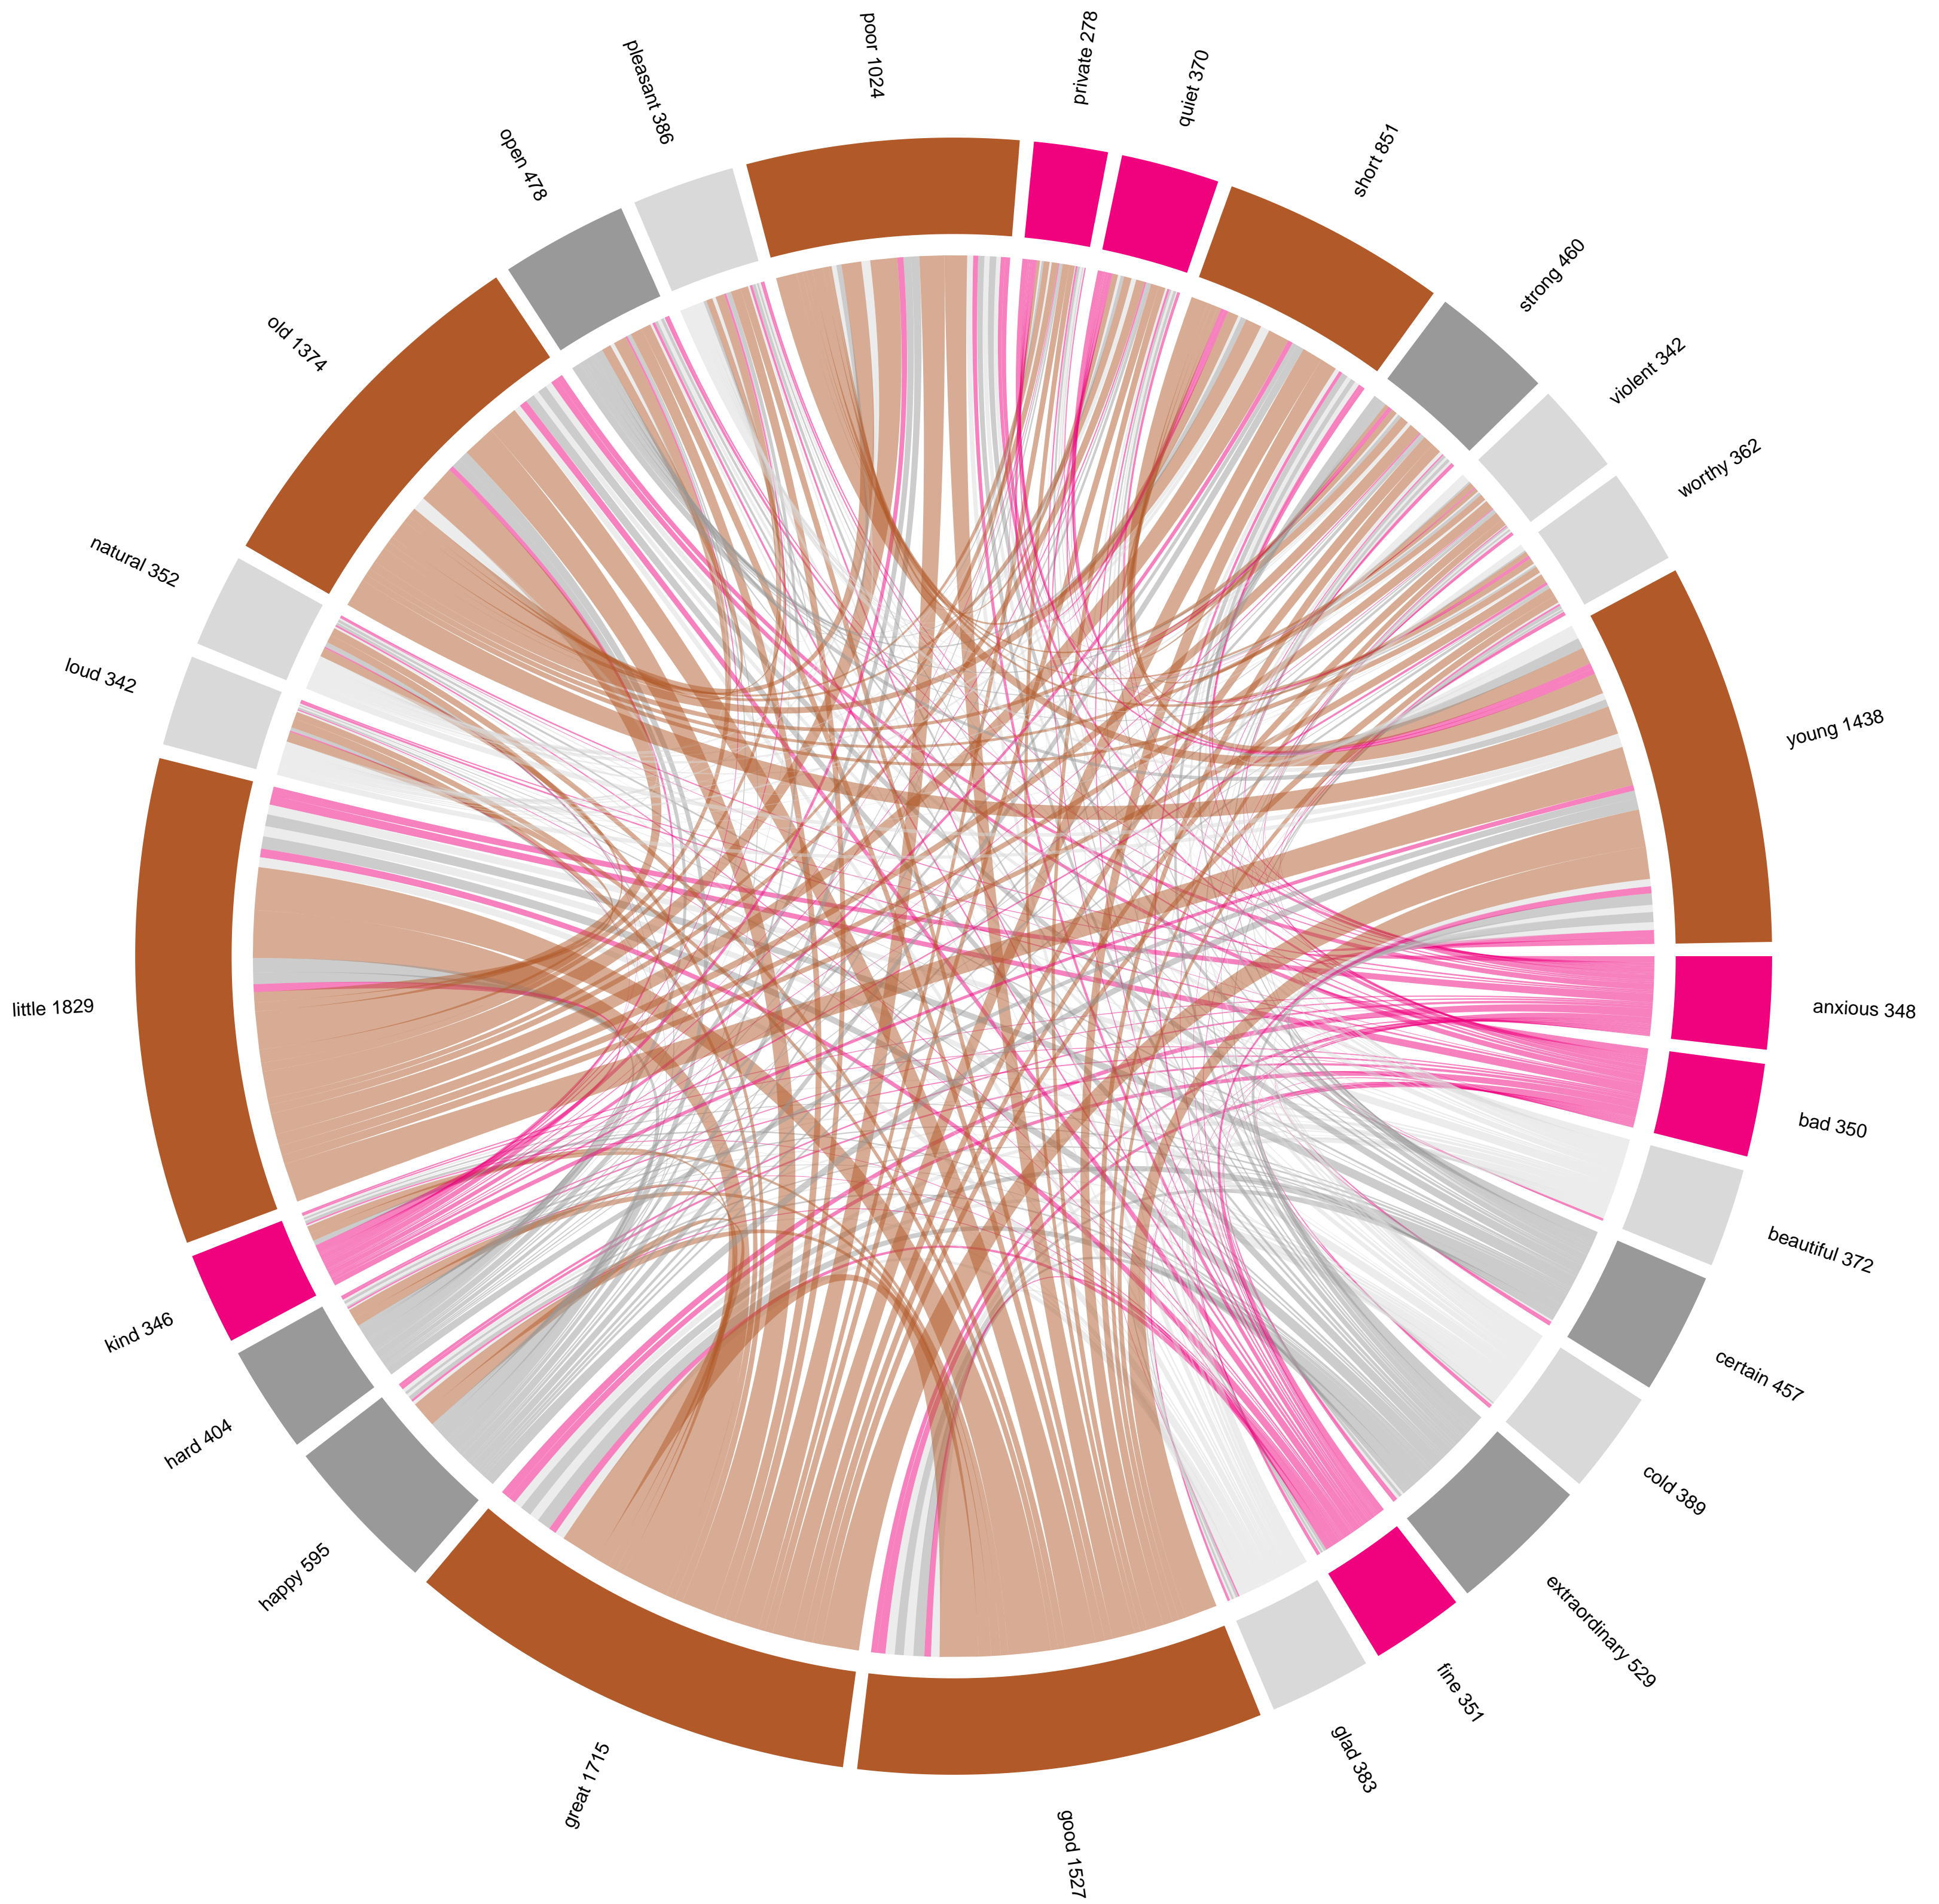 poor 1024
private 278
quiet 370
short 851
strong 460
violent 342
worthy 362
young 1438
anxious 348
bad 350
beautiful 372
certain 457
cold 389
extraordinary 529
fine 351
glad 383
good 1527
great 1715
happy 595
hard 404
kind 346
little 1829
loud 342
natural 352
old 1374
open 478
pleasant 386